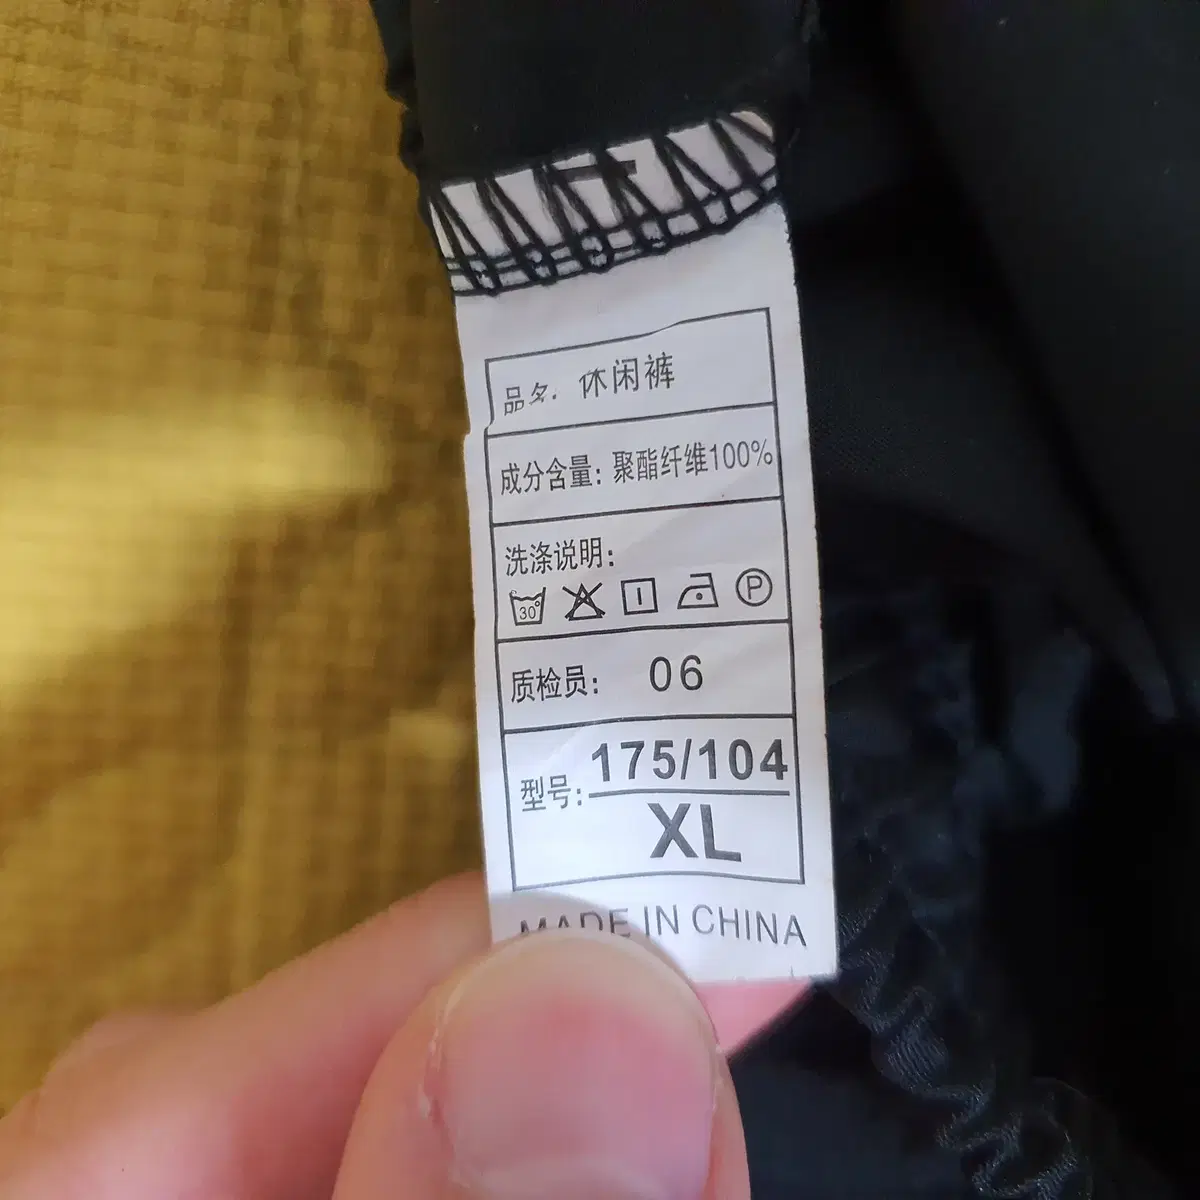 品名. 休闲裤
成分含量: 聚酯纤维100%
洗涤说明:
30° P
质检员: 06
型号: 175/104
XL
MADE IN CHINA